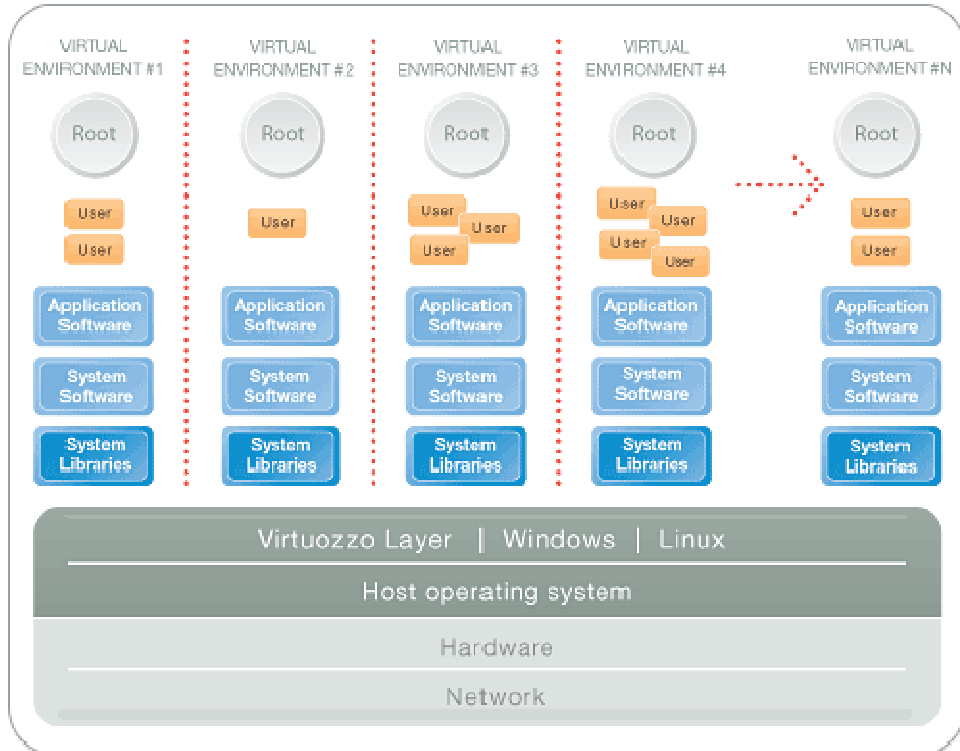 VIRTUAL
ENVIRONMENT #1
VIRTUAL
ENVIRONMENT #2
VIRTUAL
ENVIRONMENT #3
VIRTUAL
ENVIRONMENT #4
VIRTUAL
ENVIRONMENT #N
Root
Root
Root
Root
Root
User
User
User
User
User
User
User
User
User
User
User
User
Application
Software
Application
Software
Application
Software
Application
Software
Application
Software
System
Software
System
Software
System
Software
System
Software
System
Software
System
Libraries
System
Libraries
System
Libraries
System
Libraries
System
Libraries
Virtuozzo Layer | Windows | Linux
Host operating system
Hardware
Network